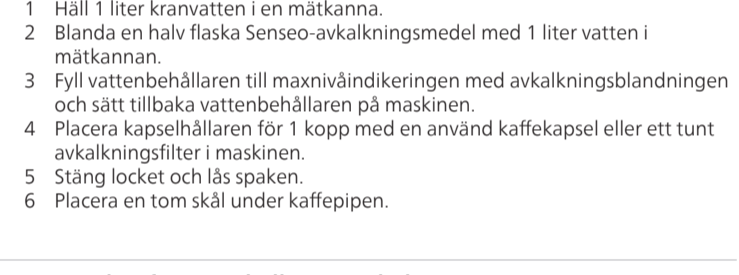 1 Häll 1 liter kranvatten i en mätkanna.
2 Blanda en halv flaska Senseo-avkalkningsmedel med 1 liter vatten i
mätkannan.
3 Fyll vattenbehållaren till maxnivåindikeringen med avkalkningsblandningen
och sätt tillbaka vattenbehållaren på maskinen.
4 Placera kapselhållaren för 1 kopp med en använd kaffekapsel eller ett tunt
avkalkningsfilter i maskinen.
5 Stäng locket och lås spaken.
6 Placera en tom skål under kaffepipen.